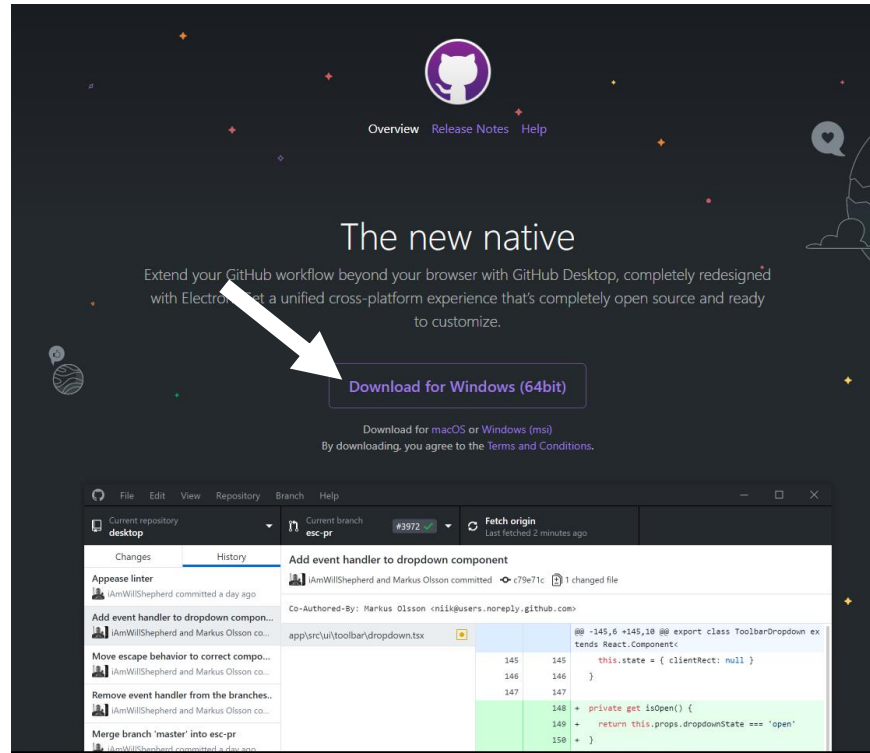 Overview Release Notes Help
The new native
Extend your GitHub workflow beyond your browser with GitHub Desktop, completely redesigned
with Electron. Get a unified cross-platform experience that's completely open source and ready
to customize.
Download for Windows (64bit)
Download for macOS or Windows (msi)
By downloading, you agree to the Terms and Conditions.
File Edit View Repository Branch Help
Current repository
desktop
Current branch
esc-pr
#3972
Fetch origin
Last fetched 2 minutes ago
Changes History
Appease linter
iAmWillShepherd committed a day ago
Add event handler to dropdown compon...
iAmWillShepherd and Markus Olsson co...
Move escape behavior to correct compo...
iAmWillShepherd and Markus Olsson co...
Remove event handler from the branches..
iAmWillShepherd and Markus Olsson co...
Merge branch 'master' into esc-pr
iAmWillShepherd committed a day ago
Add event handler to dropdown component
iAmWillShepherd and Markus Olsson committed c79e71c 1 changed file
Co-Authored-By: Markus Olsson <niik@users.noreply.github.com>
app\src\ui\toolbar\dropdown.tsx
@@ -145,6 +145,10 @@ export class ToolbarDropdown ex
tends React.Component<
145 145 this.state = { clientRect: null }
146 146 }
147 147
148 + private get isOpen() {
149 + return this.props.dropdownState === 'open'
150 + }